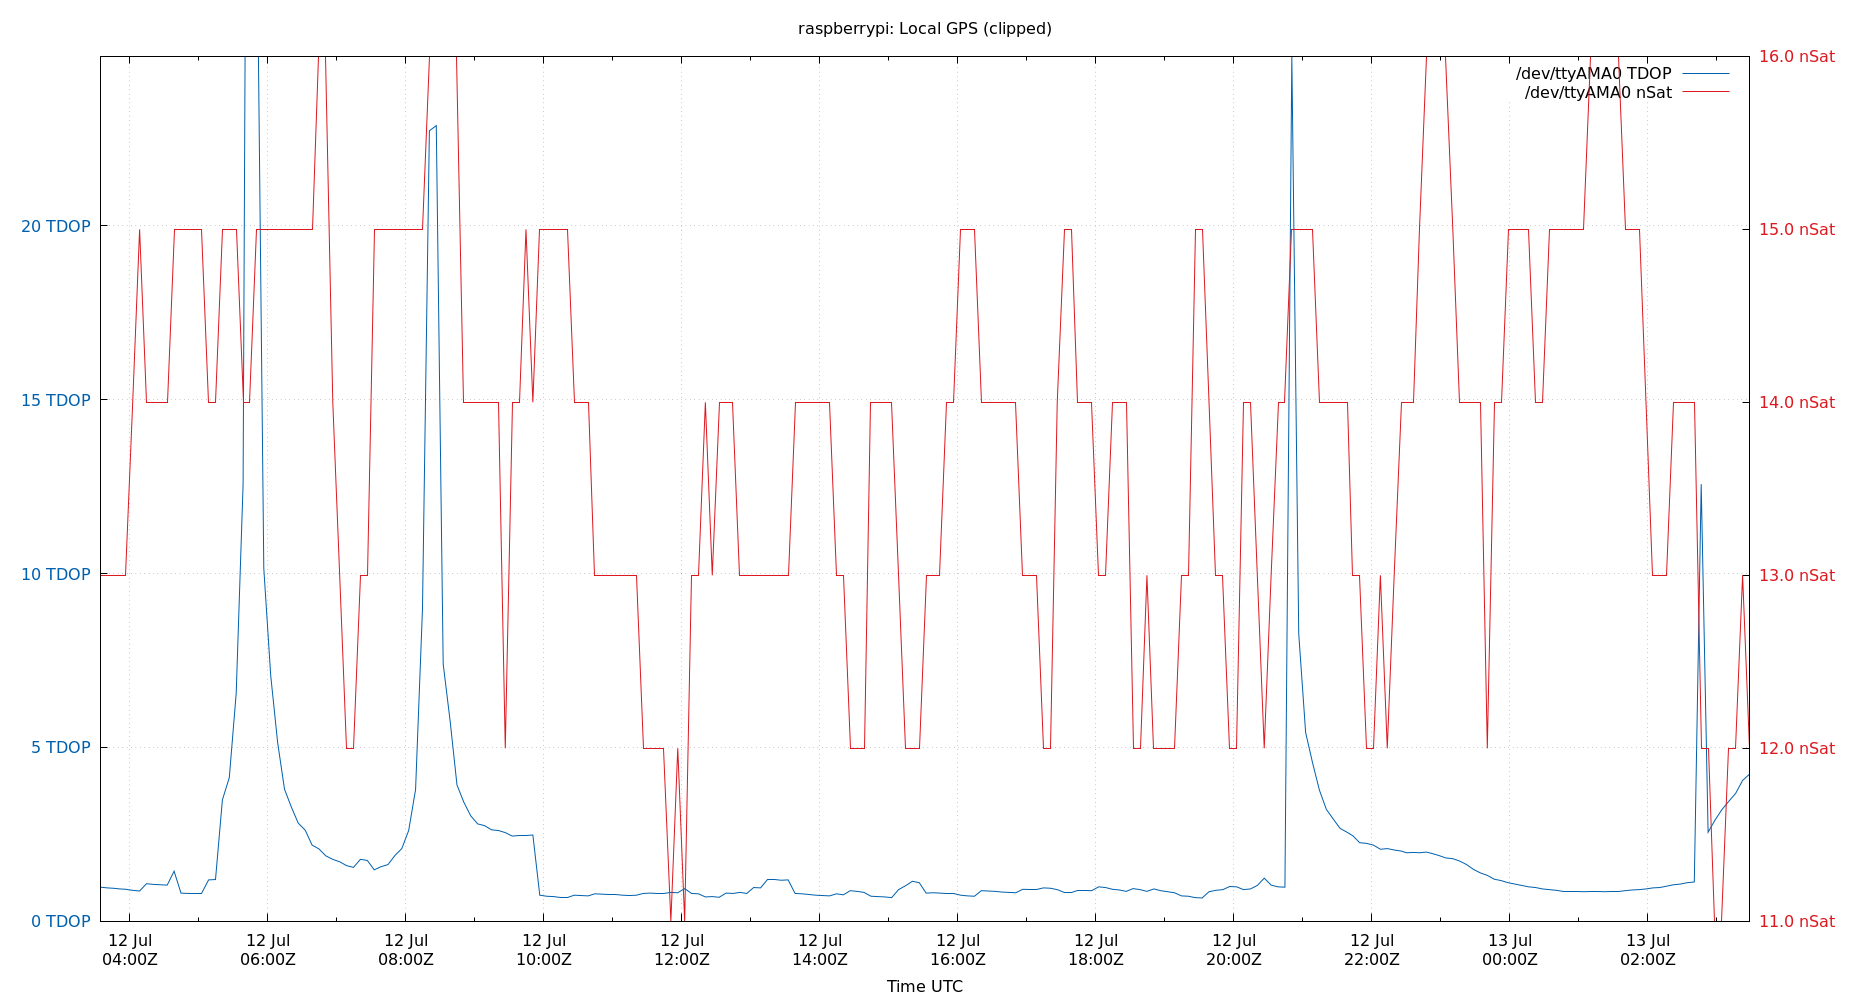 raspberrypi: Local GPS (clipped)
16.0 nSat
/dev/ttyAMA0 TDOP
/dev/ttyAMA0 nSat
20 TDOP
15.0 nSat
15 TDOP
14.0 nSat
10 TDOP
13.0 nSat
5 TDOP
12.0 nSat
0 TDOP
11.0 nSat
12 Jul 12 Jul 12 Jul 12 Jul 12 Jul 12 Jul 12 Jul 12 Jul 12 Jul 12 Jul 13 Jul 13 Jul
04:00Z 06:00Z 08:00Z 10:00Z 12:00Z 14:00Z 16:00Z 18:00Z 20:00Z 22:00Z 00:00Z 02:00Z
Time UTC